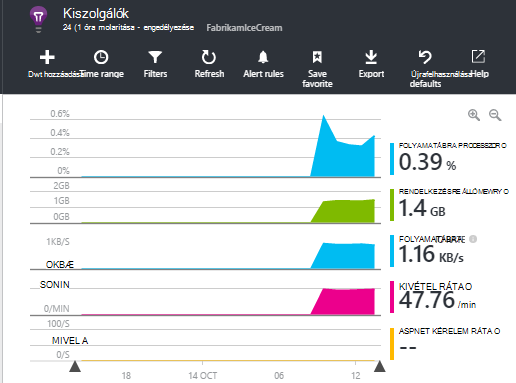 Kiszolgálók
24 (1 óra molaritása - engedélyezése FabrikamIceCream
Dwt hozzáadás Time range Filters Refresh Alert rules Save favorite Export Újrafelhasználása defaults Help
0.6%
0.4%
0.2%
0%
FOLYAMATÁBRA PROCESSZOR O
0.39 %
2GB
1GB
0GB
RENDELKEZÉSRE ÁLLÓ MEWRY O
1.4 GB
1KB/S
OKBÆ
FOLYAMATÁBRA
1.16 KB/s
SONIN
0/MIN
KIVÉTEL RÁTA O
47.76 /min
100/S
MIVEL A
0/S
ASPNET KÉRELEM RÁTA O
--
18 14 OCT 06 12